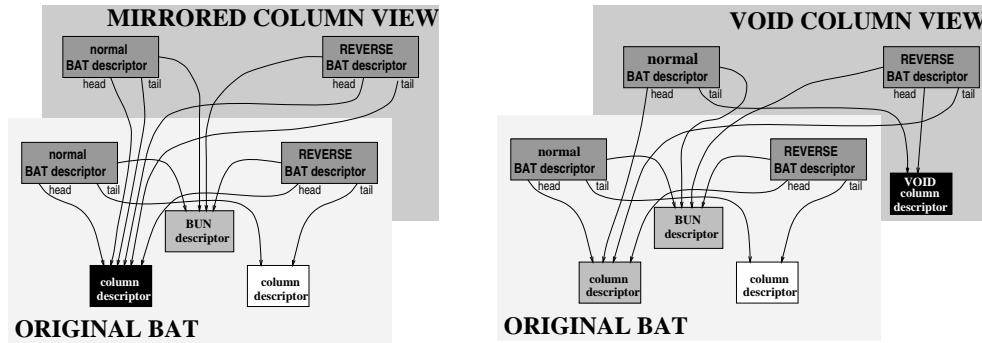 MIRRORED COLUMN VIEW
normal
BAT descriptor
head tail
REVERSE
BAT descriptor
head tail
normal
BAT descriptor
head tail
REVERSE
BAT descriptor
head tail
BUN
descriptor
column
descriptor
column
descriptor
ORIGINAL BAT
VOID COLUMN VIEW
normal
BAT descriptor
head tail
REVERSE
BAT descriptor
head tail
normal
BAT descriptor
head tail
REVERSE
BAT descriptor
head tail
VOID
column
descriptor
BUN
descriptor
column
descriptor
column
descriptor
ORIGINAL BAT